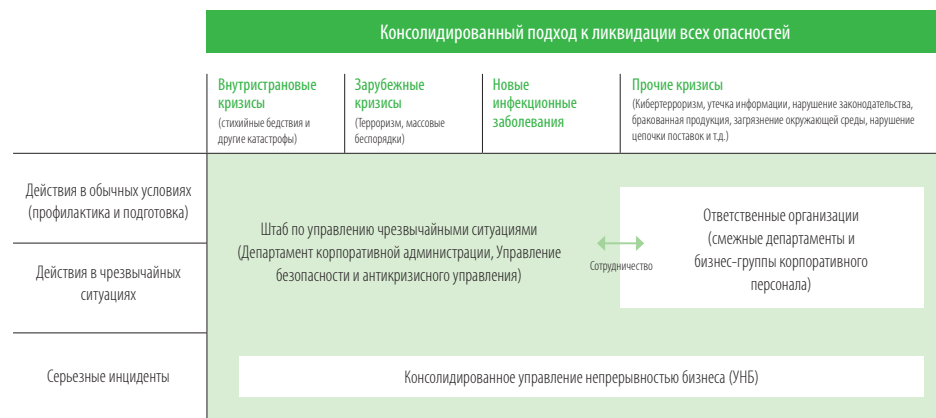 Консолидированный подход к ликвидации всех опасностей
Внутристрановые
кризисы
(стихийные бедствия и
другие катастрофы)
Зарубежные
кризисы
(Терроризм, массовые
беспорядки)
Новые
инфекционные
заболевания
Прочие кризисы
(Кибертерроризм, утечка информации, нарушение законодательства,
бракованная продукция, загрязнение окружающей среды, нарушение
цепочки поставок и т.д.)
Действия в обычных условиях
(профилактика и подготовка)
Действия в чрезвычайных
ситуациях
Штаб по управлению чрезвычайными ситуациями
(Департамент корпоративной администрации, Управление
безопасности и антикризисного управления)
Сотрудничество
Ответственные организации
(смежные департаменты и
бизнес-группы корпоративного
персонала)
Серьезные инциденты
Консолидированное управление непрерывностью бизнеса (УНБ)